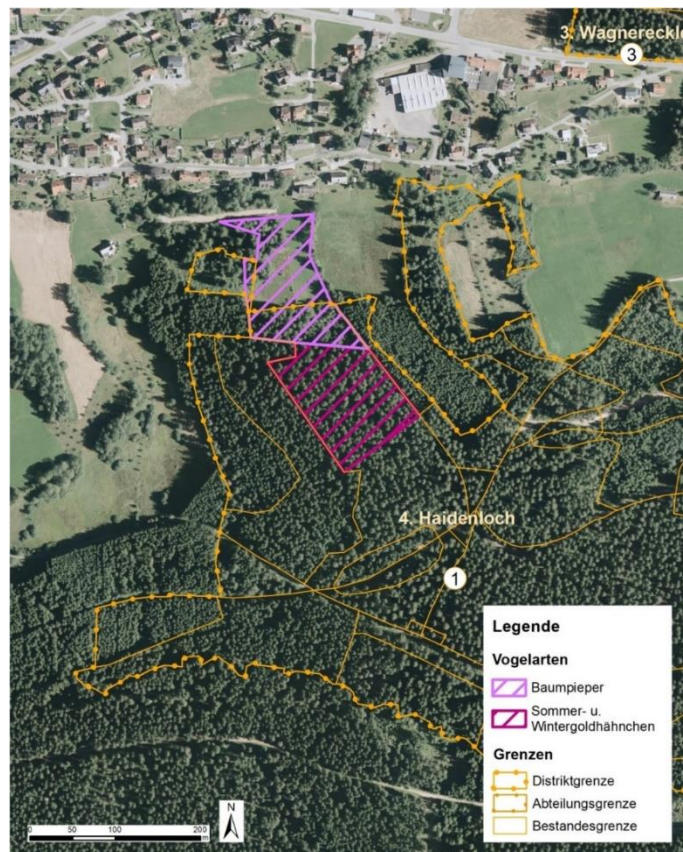 3. Wagnereckle
3
4. Haidenloch
1
Legende
Vogelarten
Baumpieper
Sommer- u.
Wintergoldhähnchen
Grenzen
Distriktgrenze
Abteilungsgrenze
Bestandesgrenze
N
0 50 100 200
m